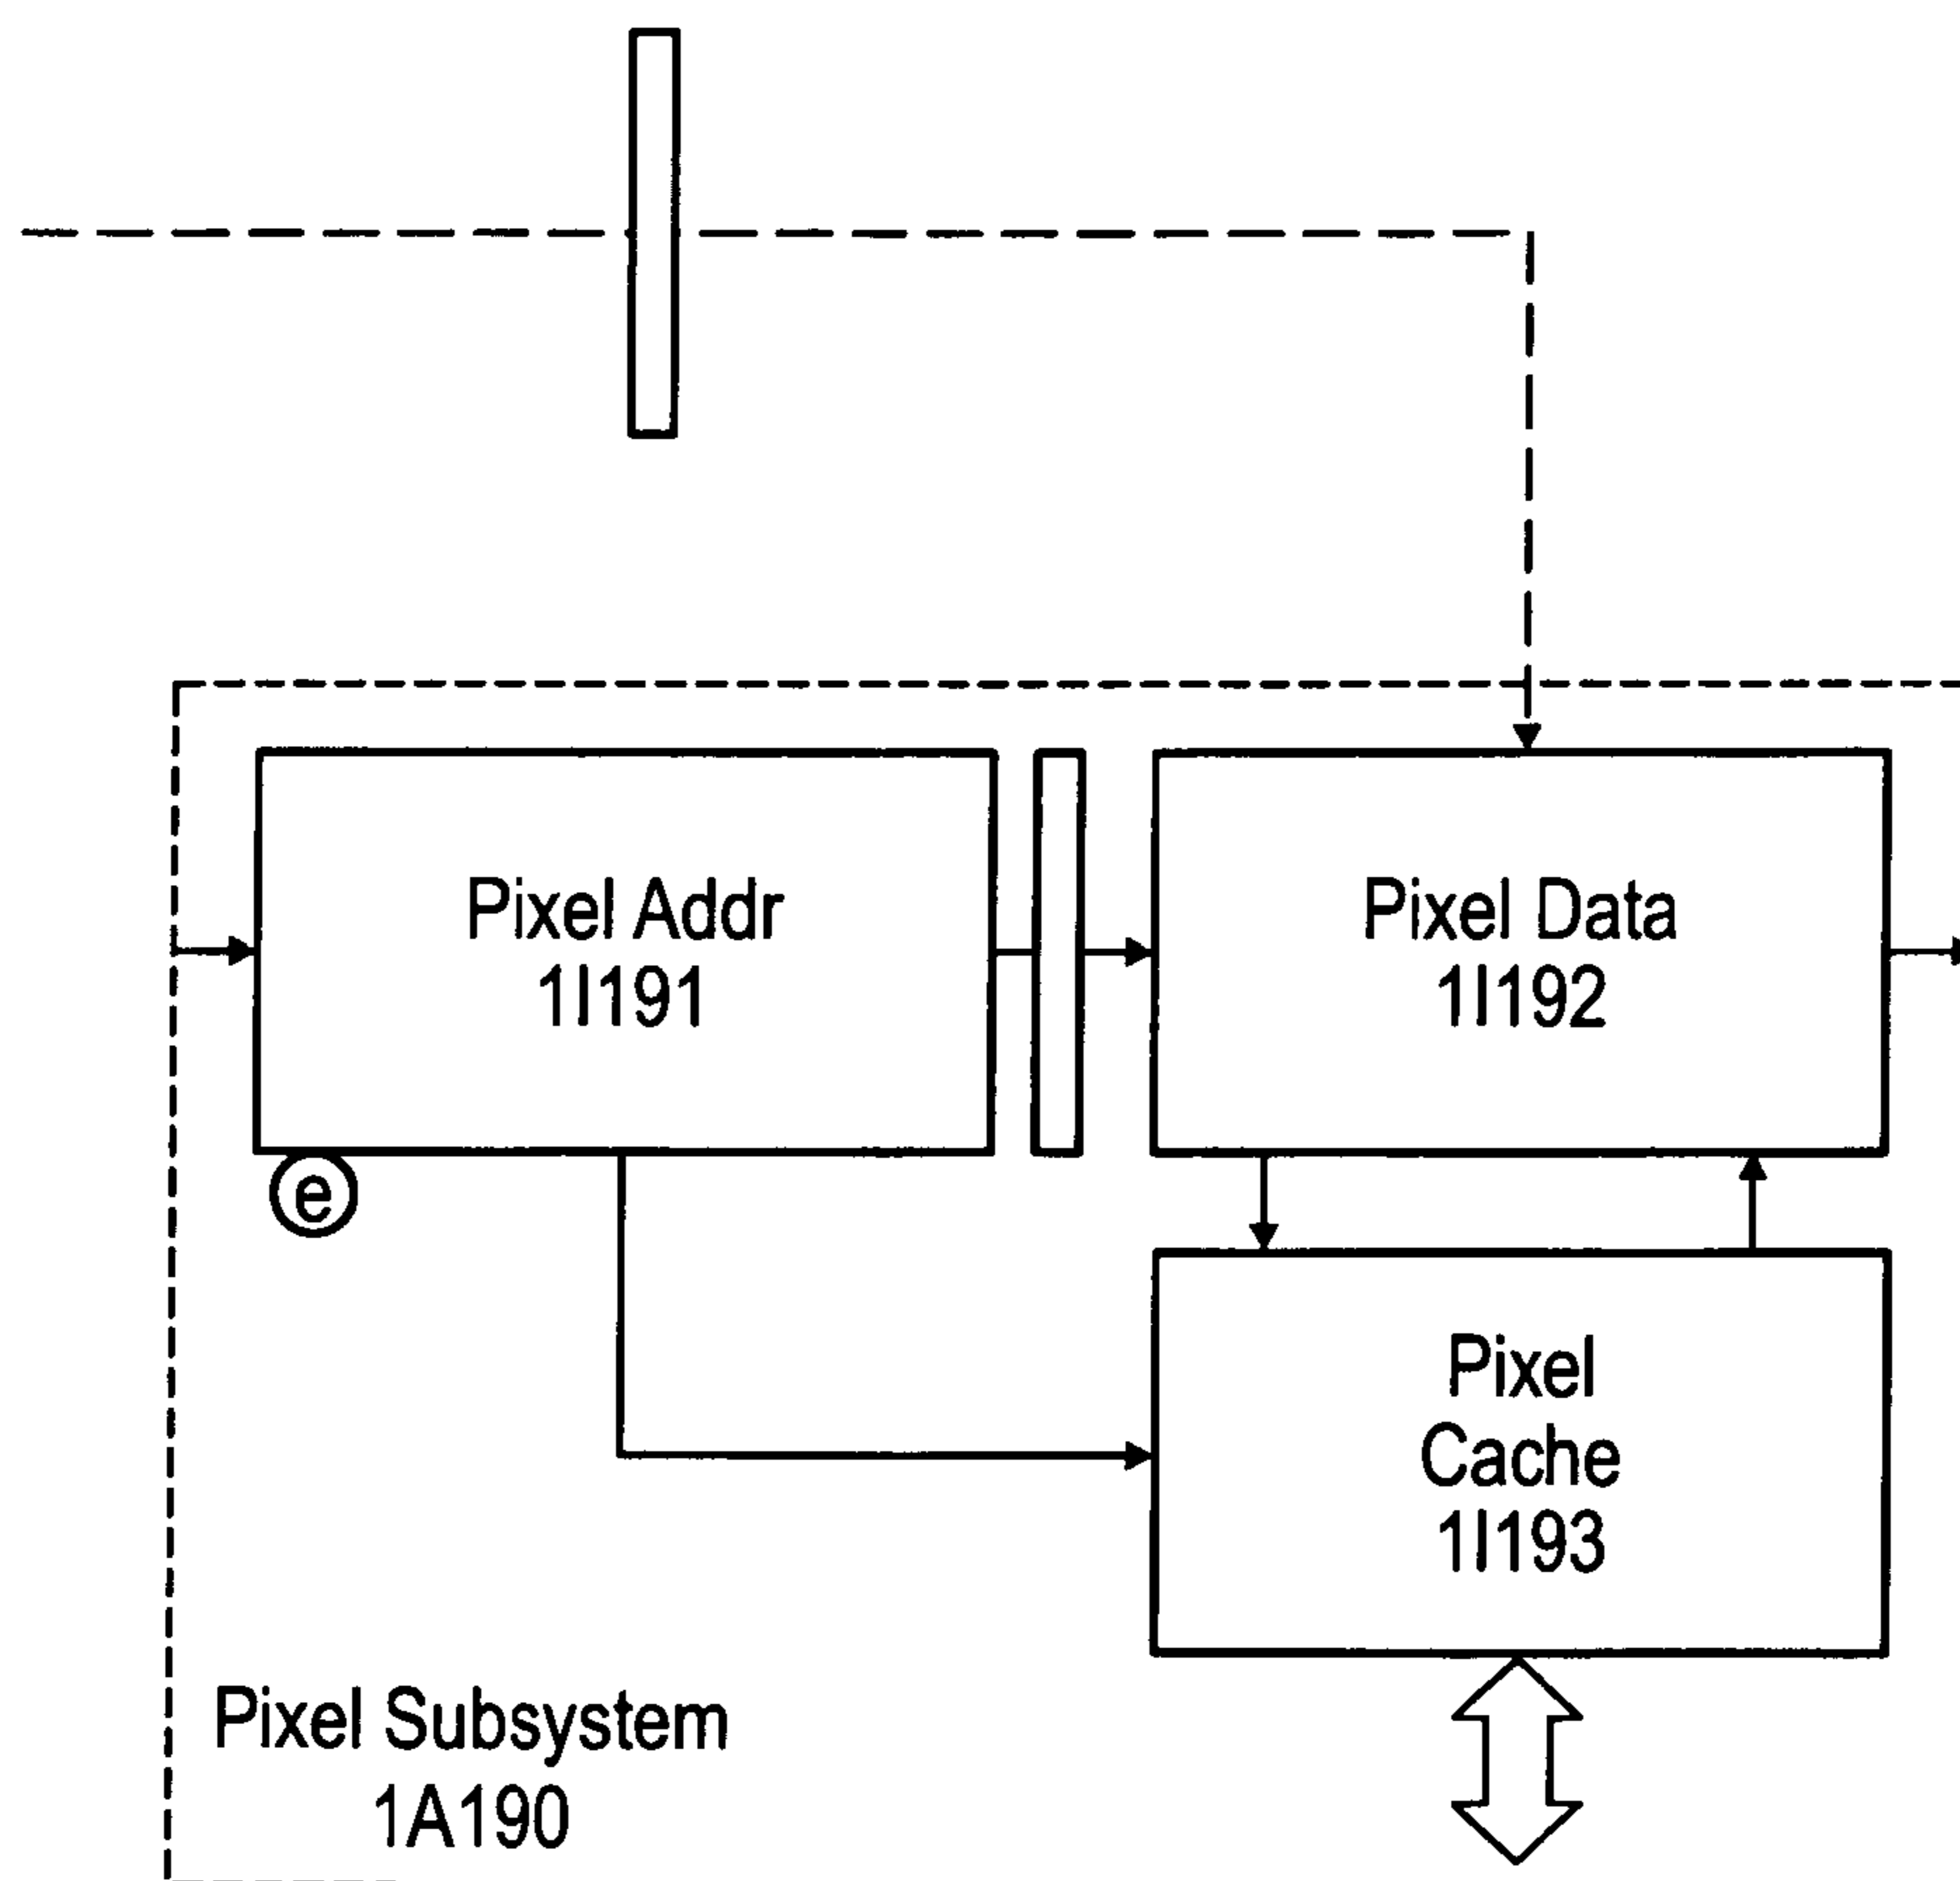 Pixel Addr
1I191
Pixel Data
1I192
e
Pixel
Cache
1I193
Pixel Subsystem
1A190